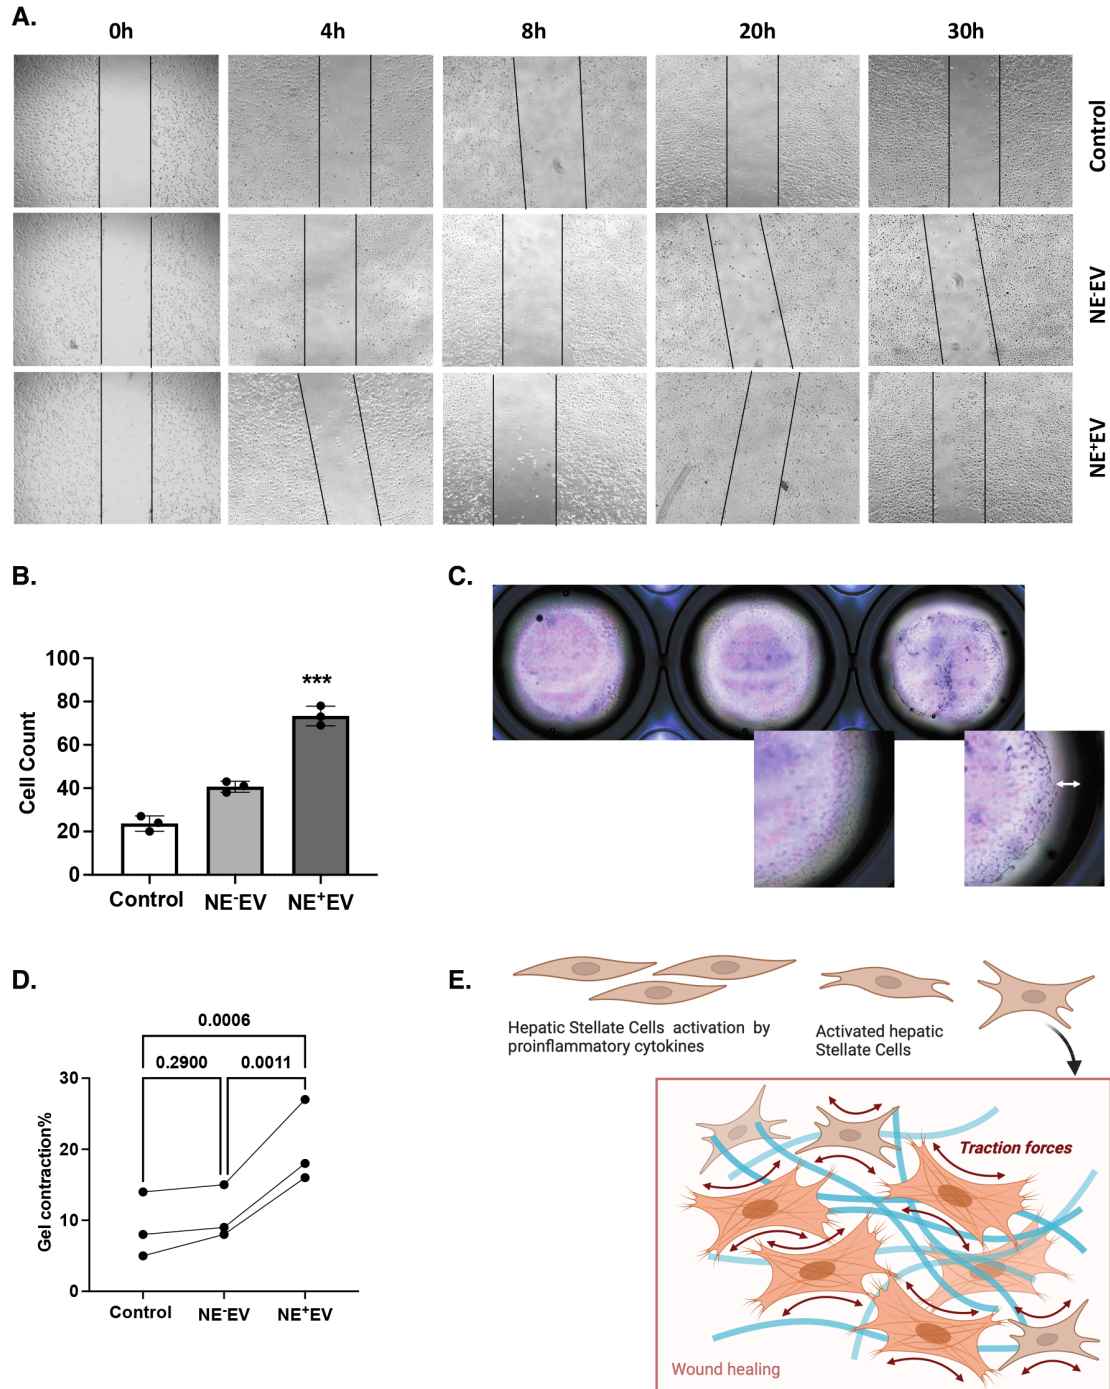 A.
0h 4h 8h 20h 30h
Control
NE-EV
NE+EV
B.
100
80
60
40
20
0
Cell Count
***
Control NE-EV NE+EV
C.
D.
0.0006
0.2900 0.0011
30
20
10
0
Gel contraction%
Control NE-EV NE+EV
E.
Hepatic Stellate Cells activation by
proinflammatory cytokines
Activated hepatic
Stellate Cells
Traction forces
Wound healing